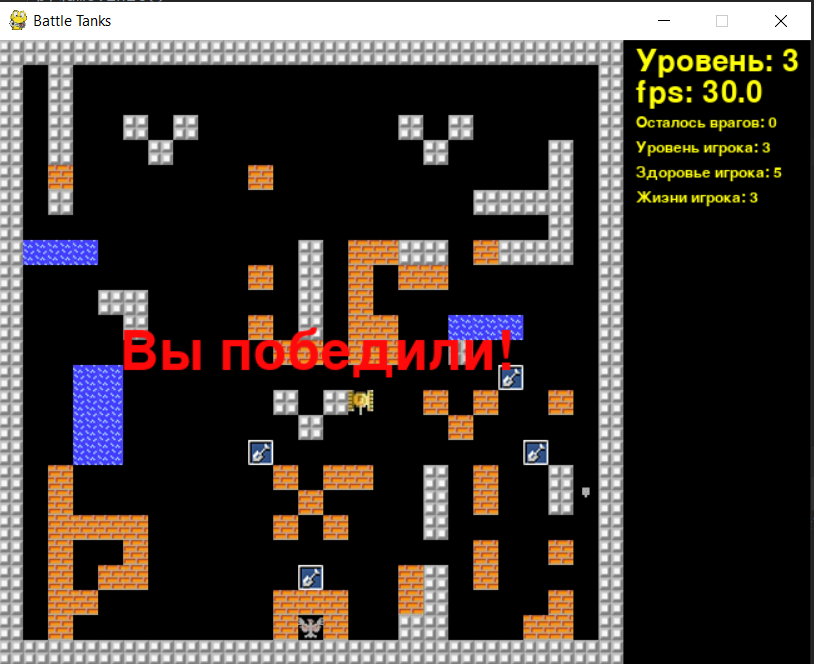 Battle Tanks
Уровень: 3
fps: 30.0
Осталось врагов: 0
Уровень игрока: 3
Здоровье игрока: 5
Жизни игрока: 3
Вы победили!